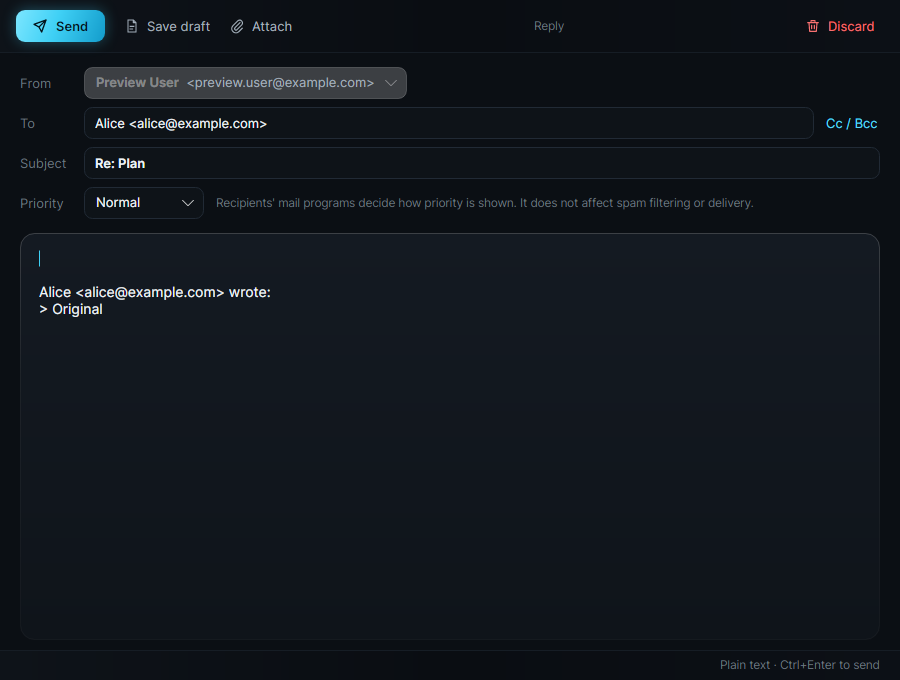 Send Save draft Attach Reply Discard
From Preview User <preview.user@example.com>
To Alice <alice@example.com> Cc / Bcc
Subject Re: Plan
Priority Normal Recipients' mail programs decide how priority is shown. It does not affect spam filtering or delivery.
Alice <alice@example.com> wrote:
> Original
Plain text · Ctrl+Enter to send